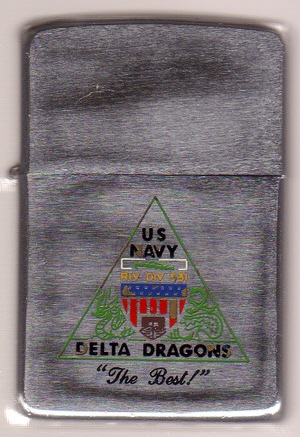 US
NAVY
RIV DIV 531
DELTA DRAGONS
"The Best!"